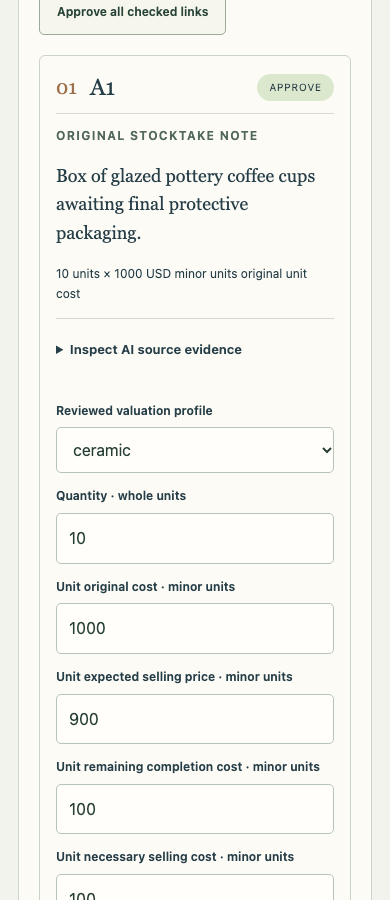 Approve all checked links
01 A1 APPROVE
ORIGINAL STOCKTAKE NOTE
Box of glazed pottery coffee cups
awaiting final protective
packaging.
10 units × 1000 USD minor units original unit
cost
Inspect AI source evidence
Reviewed valuation profile
ceramic
Quantity · whole units
10
Unit original cost · minor units
1000
Unit expected selling price · minor units
900
Unit remaining completion cost · minor units
100
Unit necessary selling cost · minor units
100